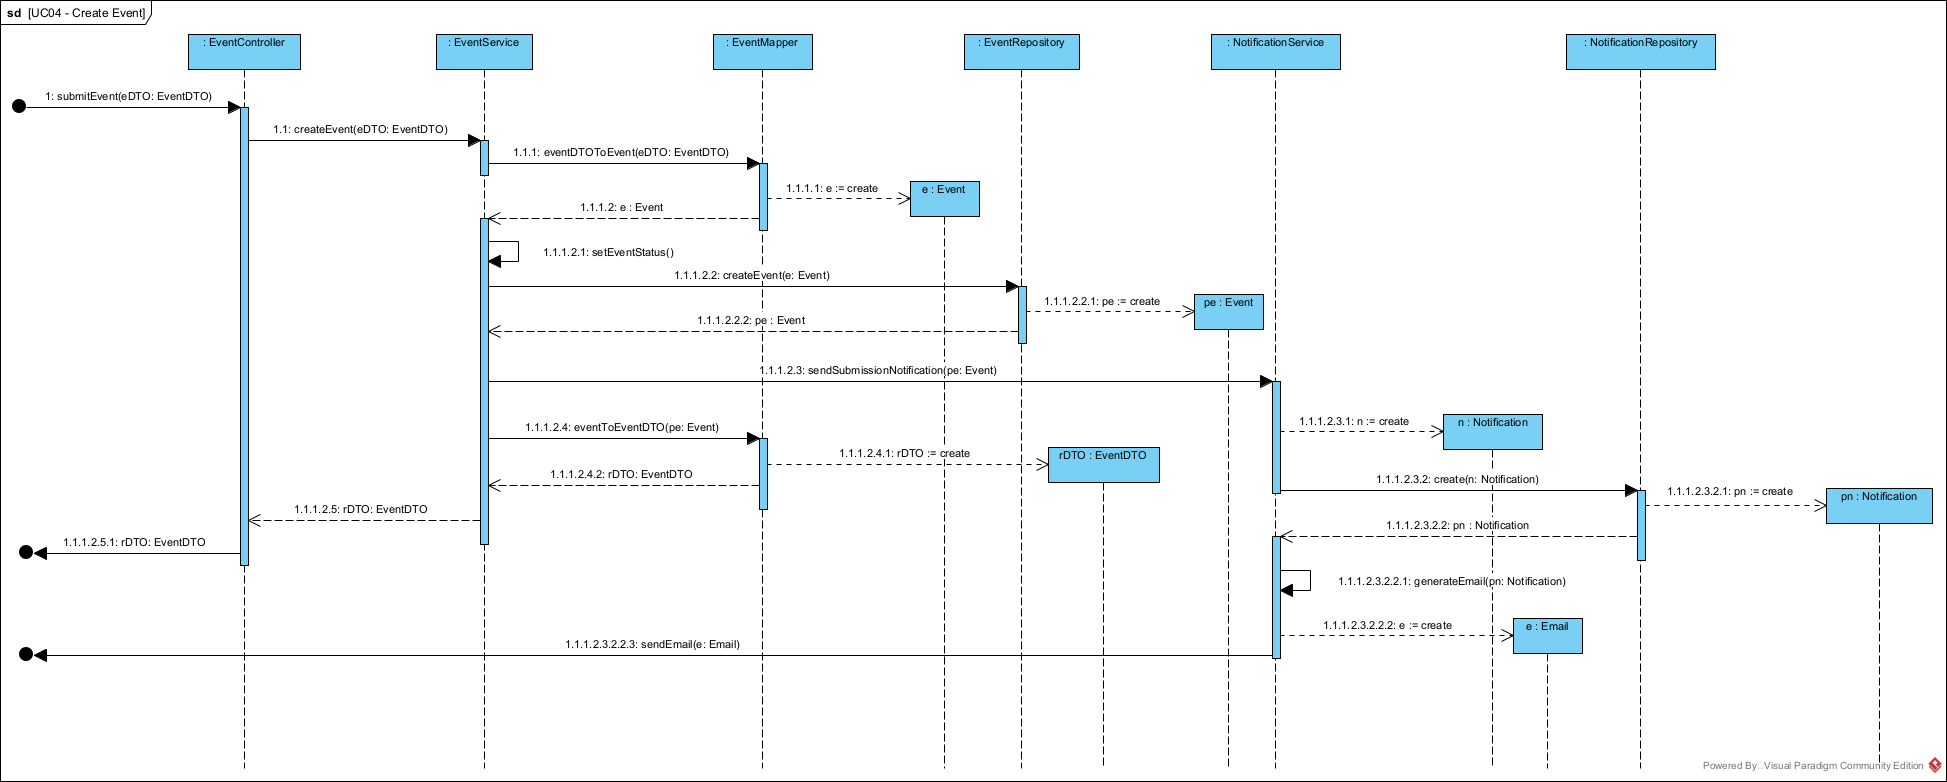 sd [UC04 - Create Event]
: EventController
: EventService
: EventMapper
: EventRepository
: NotificationService
: NotificationRepository
1: submitEvent(eDTO: EventDTO)
1.1: createEvent(eDTO: EventDTO)
1.1.1: eventDTOToEvent(eDTO: EventDTO)
1.1.1.1: e := create
e : Event
1.1.1.2: e : Event
1.1.1.2.1: setEventStatus()
1.1.1.2.2: createEvent(e: Event)
1.1.1.2.2.1: pe := create
pe : Event
1.1.1.2.2.2: pe : Event
1.1.1.2.3: sendSubmissionNotification(pe: Event)
1.1.1.2.3.1: n := create
n : Notification
1.1.1.2.4: eventToEventDTO(pe: Event)
1.1.1.2.4.1: rDTO := create
rDTO : EventDTO
1.1.1.2.4.2: rDTO: EventDTO
1.1.1.2.3.2: create(n: Notification)
1.1.1.2.3.2.1: pn := create
pn : Notification
1.1.1.2.5: rDTO: EventDTO
1.1.1.2.3.2.2: pn : Notification
1.1.1.2.5.1: rDTO: EventDTO
1.1.1.2.3.2.2.1: generateEmail(pn: Notification)
1.1.1.2.3.2.2.2: e := create
e : Email
1.1.1.2.3.2.2.3: sendEmail(e: Email)
Powered By Visual Paradigm Community Edition